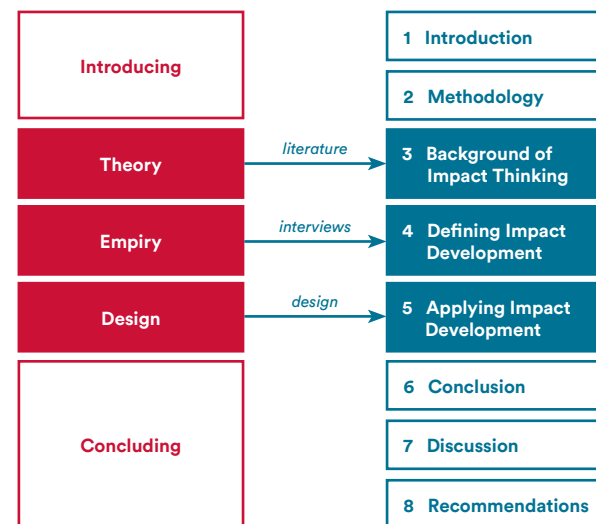 Introducing
1 Introduction
2 Methodology
Theory
literature
3 Background of
Impact Thinking
Empiry
interviews
4 Defining Impact
Development
Design
design
5 Applying Impact
Development
Concluding
6 Conclusion
7 Discussion
8 Recommendations